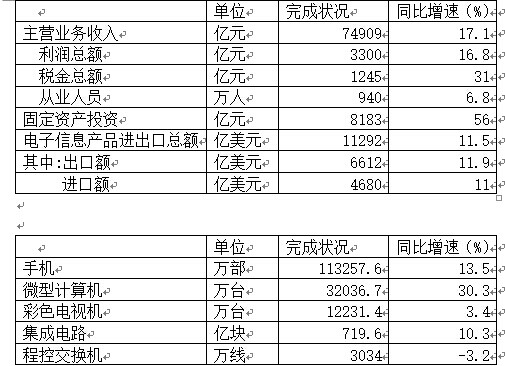 单位 完成状况 同比增速（%）
主营业务收入 亿元 74909 17.1
利润总额 亿元 3300 16.8
税金总额 亿元 1245 31
从业人员 万人 940 6.8
固定资产投资 亿元 8183 56
电子信息产品进出口总额 亿美元 11292 11.5
其中:出口额 亿美元 6612 11.9
进口额 亿美元 4680 11
单位 完成状况 同比增速（%）
手机 万部 113257.6 13.5
微型计算机 万台 32036.7 30.3
彩色电视机 万台 12231.4 3.4
集成电路 亿块 719.6 10.3
程控交换机 万线 3034 -3.2